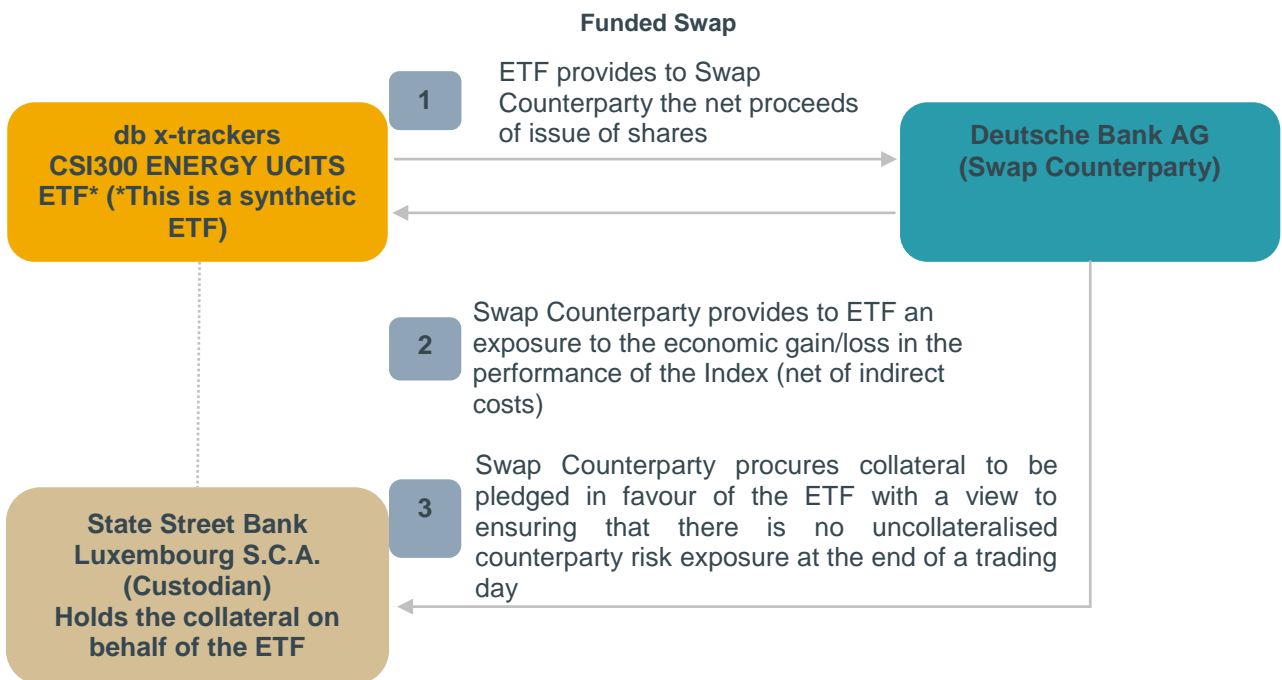 Funded Swap
1
ETF provides to Swap
Counterparty the net proceeds
of issue of shares
db x-trackers
CSI300 ENERGY UCITS
ETF* (*This is a synthetic
ETF)
Deutsche Bank AG
(Swap Counterparty)
2
Swap Counterparty provides to ETF an
exposure to the economic gain/loss in the
performance of the Index (net of indirect
costs)
3
Swap Counterparty procures collateral to be
pledged in favour of the ETF with a view to
ensuring that there is no uncollateralised
counterparty risk exposure at the end of a trading
day
State Street Bank
Luxembourg S.C.A.
(Custodian)
Holds the collateral on
behalf of the ETF